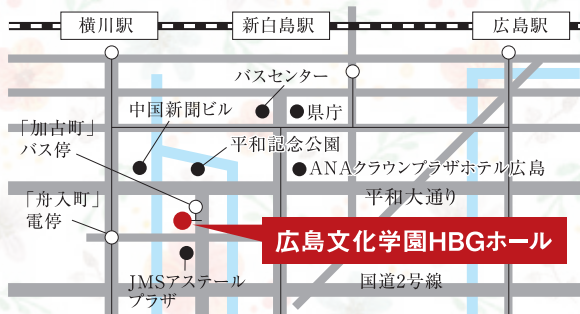 横川駅
新白島駅
広島駅
バスセンター
中国新聞ビル
県庁
「加古町」
バス停
平和記念公園
ANAクラウンプラザホテル広島
「舟入町」
電停
平和大通り
広島文化学園HBGホール
JMSアステール
プラザ
国道2号線